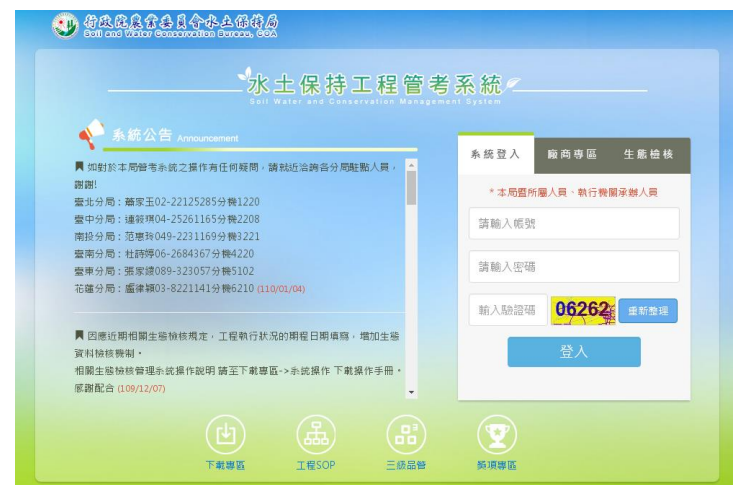 行政院農業委員會水土保持局
Soil and Water Conservation Bureau, COA
水土保持工程管考系統
Soil Water and Conservation Management System
系統公告 Announcement
如對於本局管考系統之操作有任何疑問，請就近洽詢各分局駐點人員，
謝謝!
臺北分局：蕭家玉02-22125285分機1220
臺中分局：連筱琪04-25261165分機2208
南投分局：范惠玲049-2231169分機3221
臺南分局：杜詩婷06-2684367分機4220
臺東分局：張家綾089-323057分機5102
花蓮分局：盧律穎03-8221141分機6210 (110/01/04)
因應近期相關生態檢核規定，工程執行狀況的期程日期填寫，增加生態
資料檢核機制。
相關生態檢核管理系統操作說明 請至下載專區->系統操作 下載操作手冊。
感謝配合 (109/12/07)
系統登入 廠商專區 生態檢核
* 本局暨所屬人員、執行機關承辦人員
請輸入帳號
請輸入密碼
輸入驗證碼 06262 重新整理
登入
下載專區 工程SOP 三級品管 獎項專區